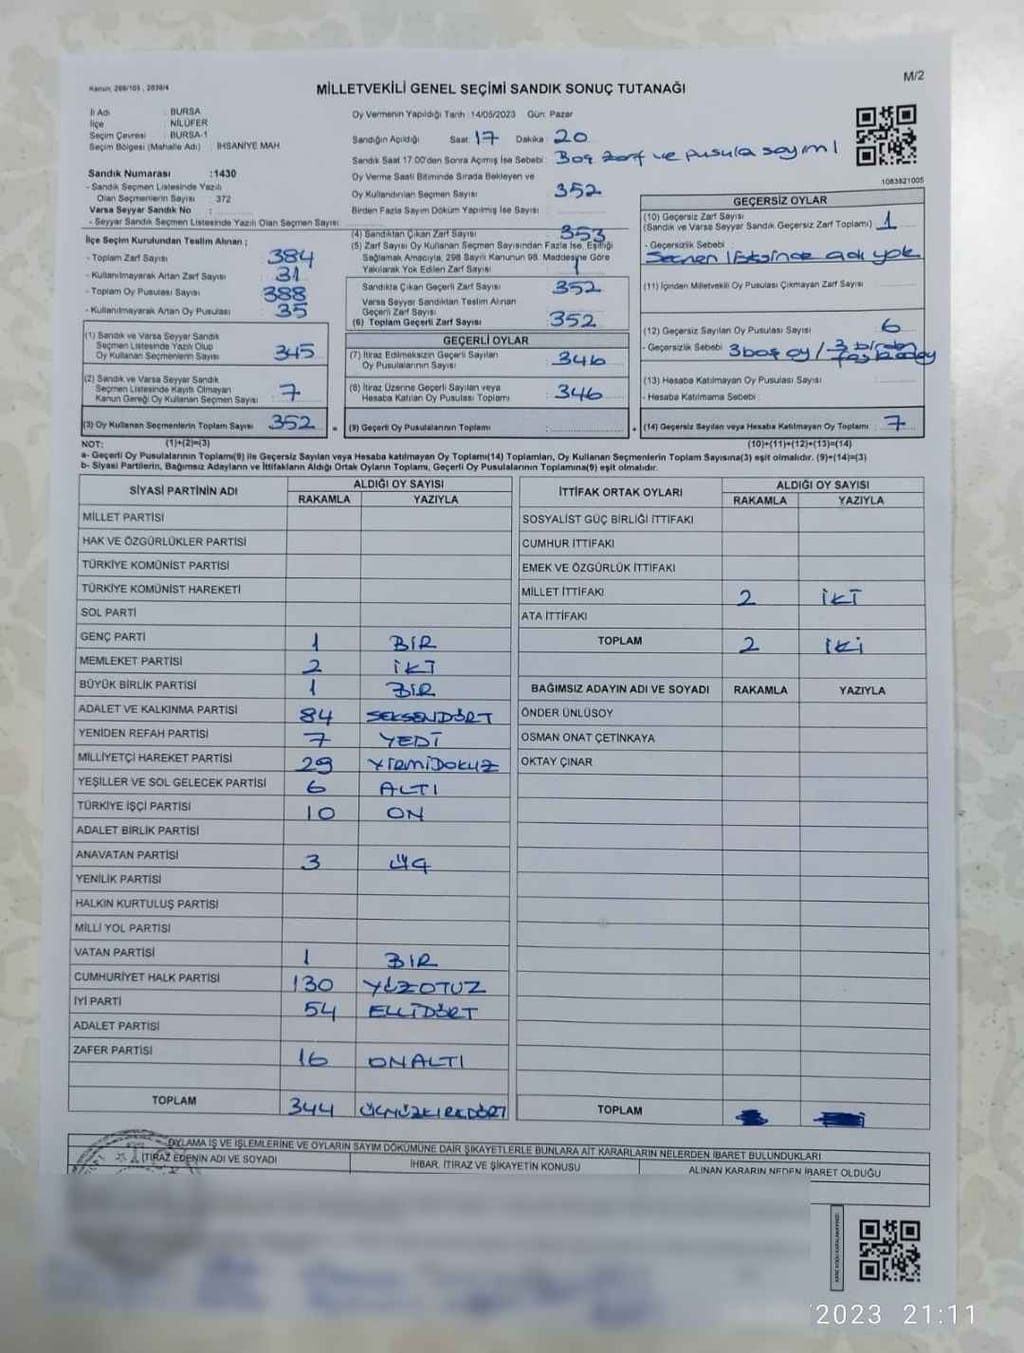 Kanun, 298/105, 2839/4
MİLLETVEKİLİ GENEL SEÇİMİ SANDIK SONUÇ TUTANAĞI
M/2
İl Adı : BURSA
İlçe : NİLÜFER
Seçim Çevresi : BURSA-1
Seçim Bölgesi (Mahalle Adı) : İHSANİYE MAH
Sandık Numarası :1430
- Sandık Seçmen Listesinde Yazılı
Olan Seçmenlerin Sayısı : 372
Varsa Seyyar Sandık No :
- Seyyar Sandık Seçmen Listesinde Yazılı Olan Seçmen Sayısı :
Oy Vermenin Yapıldığı Tarih 14/05/2023 Gün: Pazar
Sandığın Açıldığı Saat: 17 Dakika : 20
Sandık Saat 17.00'den Sonra Açmış İse Sebebi : Boş zarf ve pusula sayımı
Oy Verme Saati Bitiminde Sırada Bekleyen ve
Oy Kullandırılan Seçmen Sayısı : 352
Birden Fazla Sayım Döküm Yapılmış İse Sayısı :
1083821005
İlçe Seçim Kurulundan Teslim Alınan ;
- Toplam Zarf Sayısı : 384
- Kullanılmayarak Artan Zarf Sayısı : 31
- Toplam Oy Pusulası Sayısı : 388
- Kullanılmayarak Artan Oy Pusulası : 35
(1) Sandık ve Varsa Seyyar Sandık
Seçmen Listesinde Yazılı Olup
Oy Kullanan Seçmenlerin Sayısı : 345
(2) Sandık ve Varsa Seyyar Sandık
Seçmen Listesinde Kayıtlı Olmayan
Kanun Gereği Oy Kullanan Seçmen Sayısı : 7
(3) Oy Kullanan Seçmenlerin Toplam Sayısı : 352
(4) Sandıktan Çıkan Zarf Sayısı : 353
(5) Zarf Sayısı Oy Kullanan Seçmen Sayısından Fazla İse, Eşitliği
Sağlamak Amacıyla, 298 Sayılı Kanunun 98. Maddesine Göre
Yakılarak Yok Edilen Zarf Sayısı : 1
Sandıkta Çıkan Geçerli Zarf Sayısı : 352
Varsa Seyyar Sandıktan Teslim Alınan
Geçerli Zarf Sayısı :
(6) Toplam Geçerli Zarf Sayısı : 352
GEÇERLİ OYLAR
(7) İtiraz Edilmeksizin Geçerli Sayılan
Oy Pusulalarının Sayısı : 346
(8) İtiraz Üzerine Geçerli Sayılan veya
Hesaba Katılan Oy Pusulası Toplamı : 346
= (9) Geçerli Oy Pusulalarının Toplamı :
GEÇERSİZ OYLAR
(10) Geçersiz Zarf Sayısı
(Sandık ve Varsa Seyyar Sandık Geçersiz Zarf Toplamı) : 1
- Geçersizlik Sebebi :
Seçmen listesinde adı yok
(11) İçinden Milletvekili Oy Pusulası Çıkmayan Zarf Sayısı :
(12) Geçersiz Sayılan Oy Pusulası Sayısı : 6
- Geçersizlik Sebebi : 3 boş oy /
(13) Hesaba Katılmayan Oy Pusulası Sayısı :
- Hesaba Katılmama Sebebi :
+ (14) Geçersiz Sayılan veya Hesaba Katılmayan Oy Toplamı : 7
NOT: (1)+(2)=(3) (10)+(11)+(12)+(13)=(14)
a- Geçerli Oy Pusulalarının Toplamı(9) ile Geçersiz Sayılan veya Hesaba katılmayan Oy Toplamı(14) Toplamları, Oy Kullanan Seçmenlerin Toplam Sayısına(3) eşit olmalıdır. (9)+(14)=(3)
b- Siyasi Partilerin, Bağımsız Adayların ve İttifakların Aldığı Ortak Oyların Toplamı, Geçerli Oy Pusulalarının Toplamına(9) eşit olmalıdır.
SİYASİ PARTİNİN ADI ALDIĞI OY SAYISI
RAKAMLA YAZIYLA
MİLLET PARTİSİ
HAK VE ÖZGÜRLÜKLER PARTİSİ
TÜRKİYE KOMÜNİST PARTİSİ
TÜRKİYE KOMÜNİST HAREKETİ
SOL PARTİ
GENÇ PARTİ 1 BİR
MEMLEKET PARTİSİ 2 İKİ
BÜYÜK BİRLİK PARTİSİ 1 BİR
ADALET VE KALKINMA PARTİSİ 84 SEKSENDÖRT
YENİDEN REFAH PARTİSİ 7 YEDİ
MİLLİYETÇİ HAREKET PARTİSİ 29 YİRMİDOKUZ
YEŞİLLER VE SOL GELECEK PARTİSİ 6 ALTI
TÜRKİYE İŞÇİ PARTİSİ 10 ON
ADALET BİRLİK PARTİSİ
ANAVATAN PARTİSİ 3 ÜÇ
YENİLİK PARTİSİ
HALKIN KURTULUŞ PARTİSİ
MİLLİ YOL PARTİSİ
VATAN PARTİSİ 1 BİR
CUMHURİYET HALK PARTİSİ 130 YÜZOTUZ
İYİ PARTİ 54 ELLİDÖRT
ADALET PARTİSİ
ZAFER PARTİSİ 16 ONALTI
TOPLAM 344 ÜÇYÜZKIRKDÖRT
İTTİFAK ORTAK OYLARI ALDIĞI OY SAYISI
RAKAMLA YAZIYLA
SOSYALİST GÜÇ BİRLİĞİ İTTİFAKI
CUMHUR İTTİFAKI
EMEK VE ÖZGÜRLÜK İTTİFAKI
MİLLET İTTİFAKI 2 İKİ
ATA İTTİFAKI
TOPLAM 2 İKİ
BAĞIMSIZ ADAYIN ADI VE SOYADI RAKAMLA YAZIYLA
ÖNDER ÜNLÜSOY
OSMAN ONAT ÇETİNKAYA
OKTAY ÇINAR
TOPLAM
OYLAMA İŞ VE İŞLEMLERİNE VE OYLARIN SAYIM DÖKÜMÜNE DAİR ŞİKAYETLERLE BUNLARA AİT KARARLARIN NELERDEN İBARET BULUNDUKLARI
İTİRAZ EDENİN ADI VE SOYADI İHBAR, İTİRAZ VE ŞİKAYETİN KONUSU ALINAN KARARIN NEDEN İBARET OLDUĞU
/2023 21:11